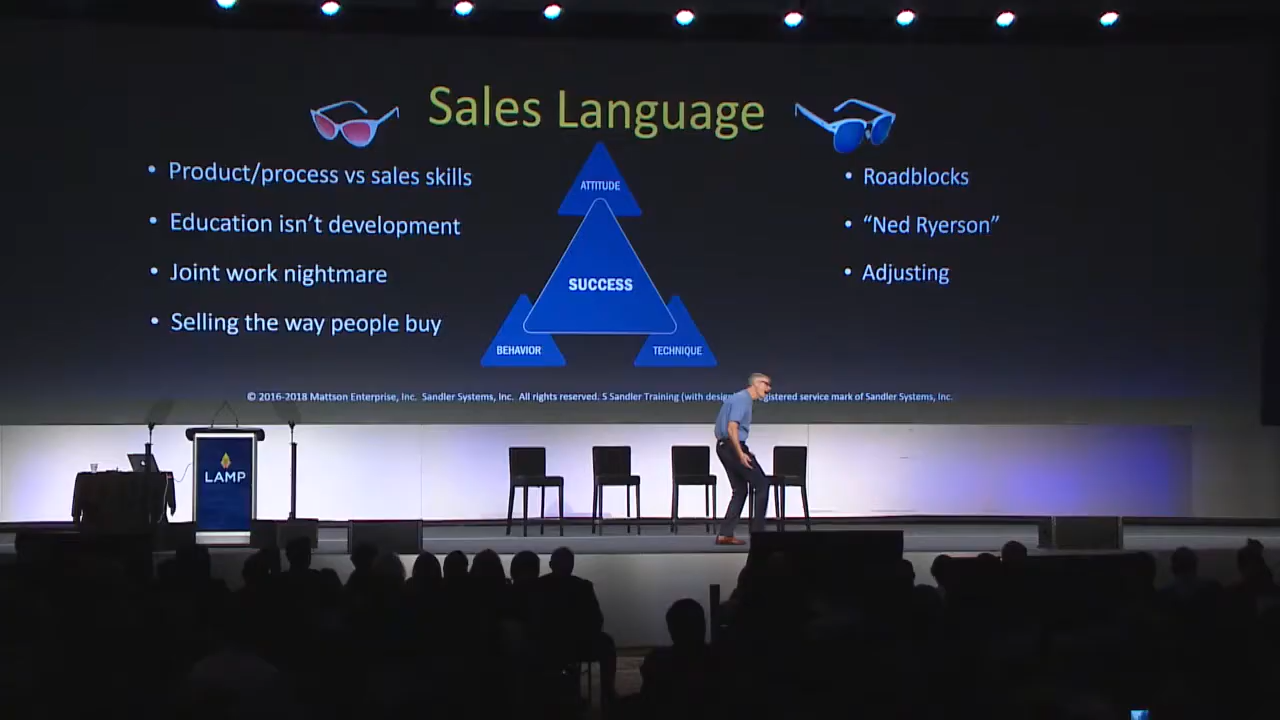 Sales Language
• Product/process vs sales skills
• Education isn’t development
• Joint work nightmare
• Selling the way people buy
ATTITUDE
SUCCESS
BEHAVIOR
TECHNIQUE
• Roadblocks
• “Ned Ryerson”
• Adjusting
© 2016-2018 Mattson Enterprise, Inc. Sandler Systems, Inc. All rights reserved. S Sandler Training (with service mark of Sandler Systems, Inc.
LAMP